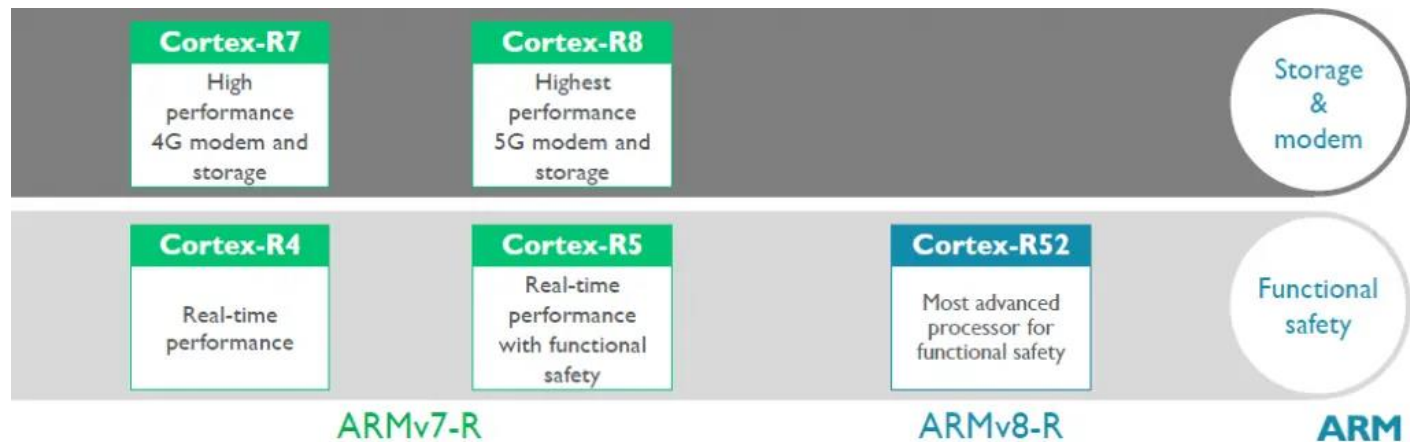 Cortex-R7
High
performance
4G modem and
storage
Cortex-R8
Highest
performance
5G modem and
storage
Storage
&
modem
Cortex-R4
Real-time
performance
Cortex-R5
Real-time
performance
with functional
safety
Cortex-R52
Most advanced
processor for
functional safety
Functional
safety
ARMv7-R
ARMv8-R
ARM